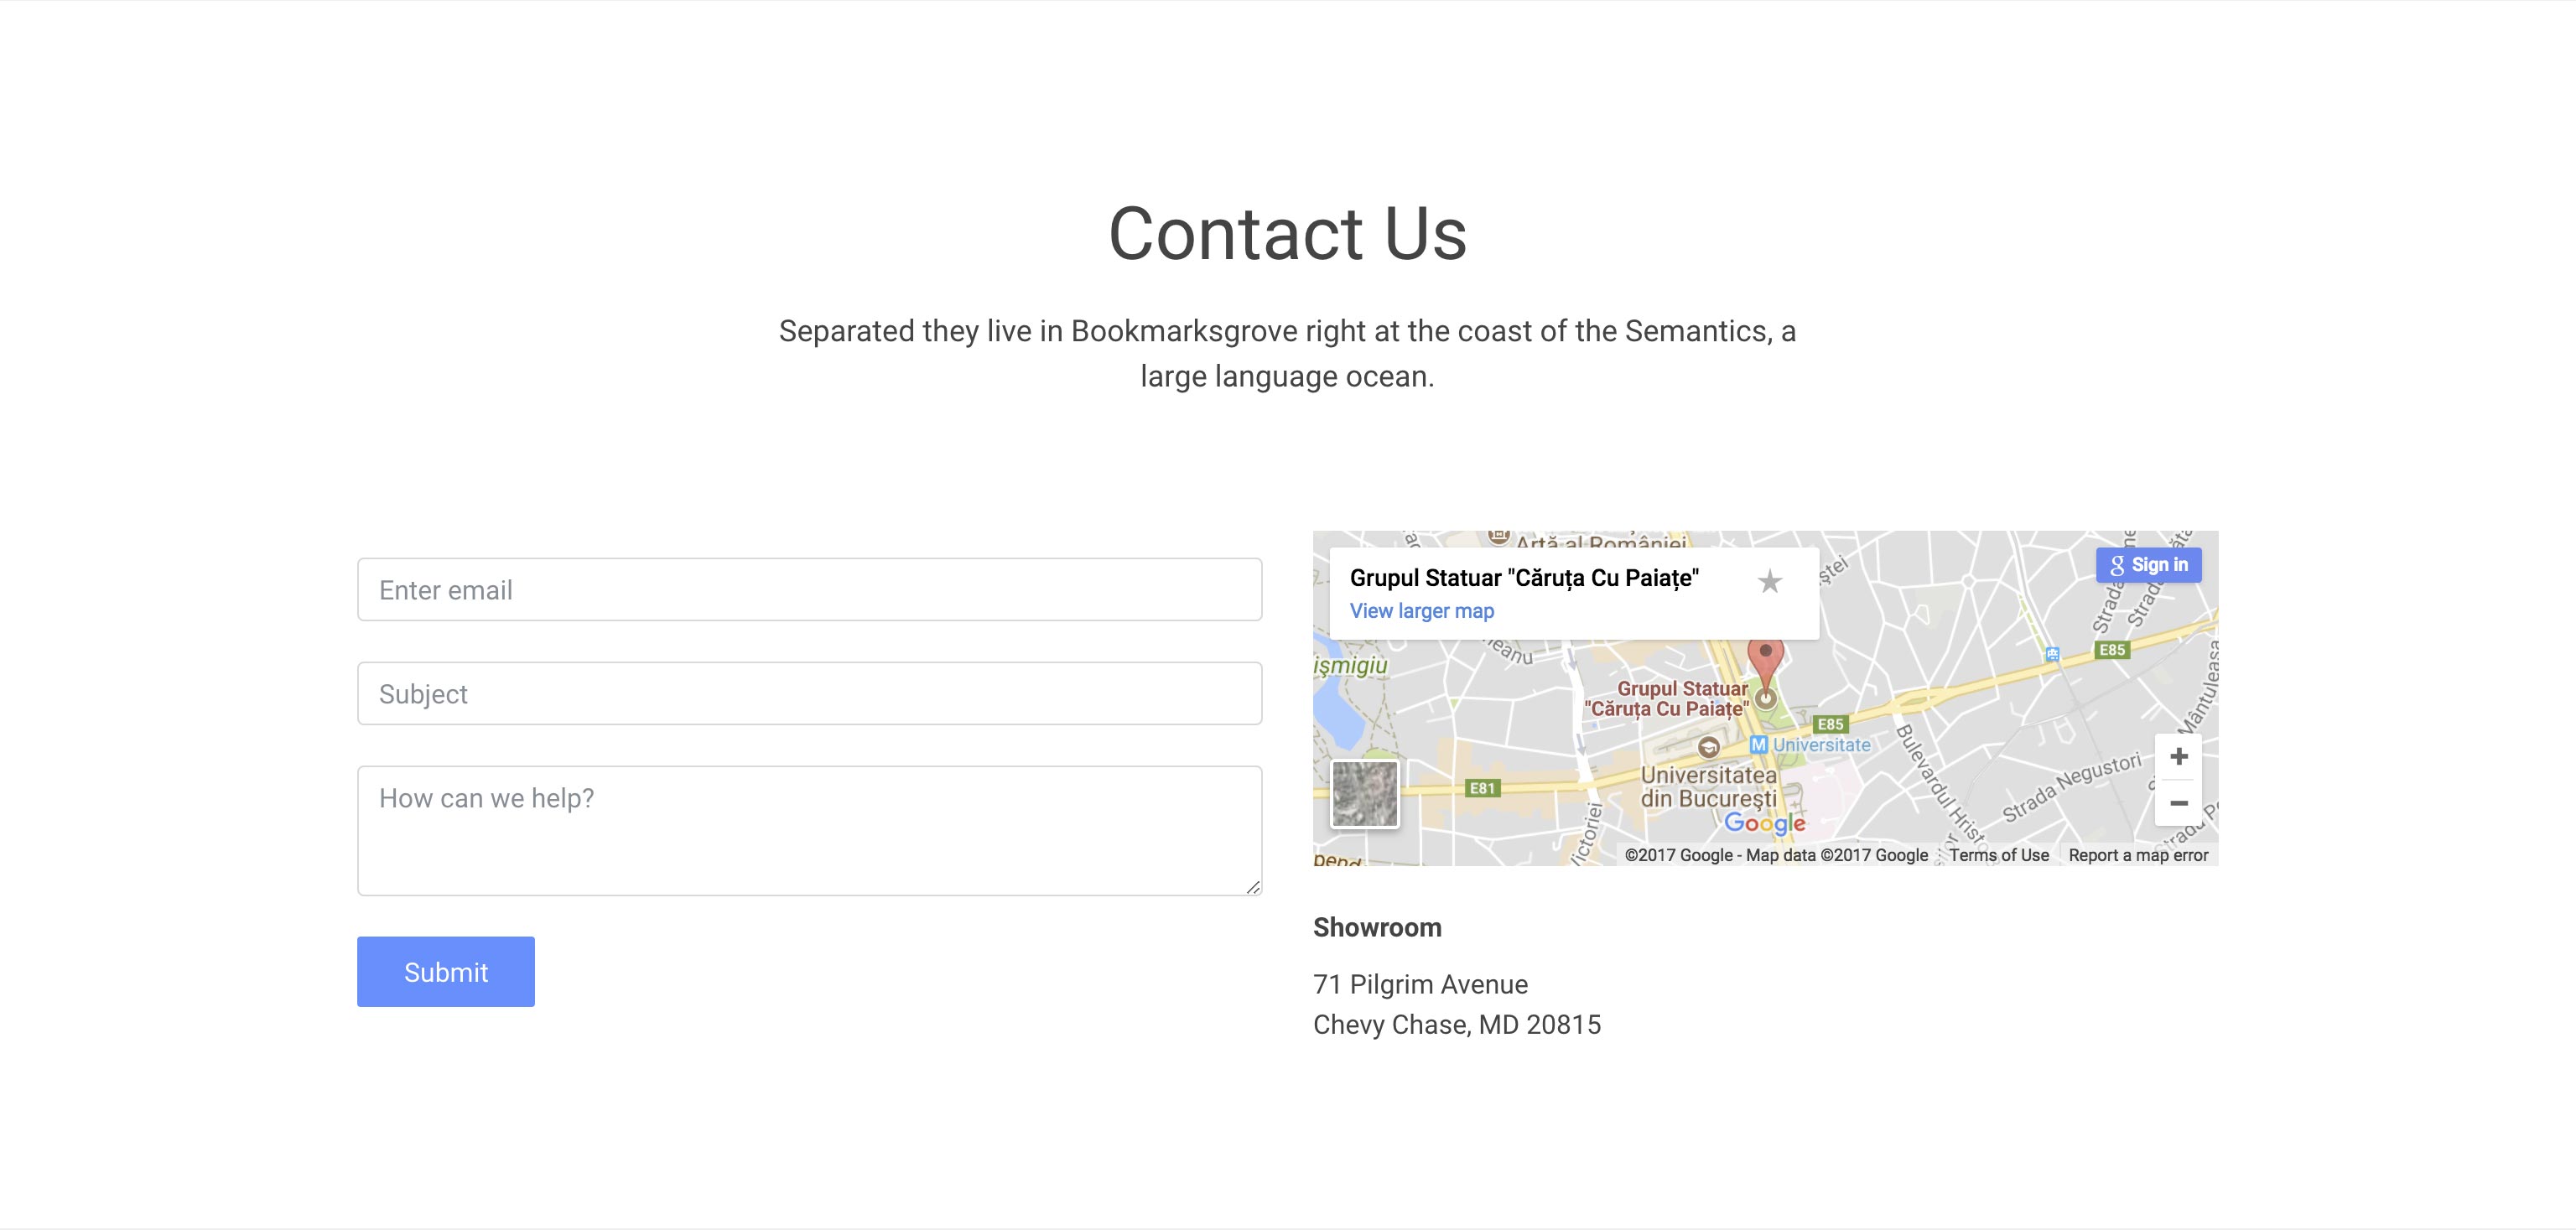 Contact Us
Separated they live in Bookmarksgrove right at the coast of the Semantics, a
large language ocean.
Enter email
Subject
How can we help?
Submit
Artă al României
Grupul Statuar "Căruța Cu Paiațe"
View larger map
Sign in
E85
Grupul Statuar
"Căruța Cu Paiațe"
E85
M Universitate
Universitatea
din București
E81
Bulevardul Hristo
Strada Negustori
Mântuleasa
Strada
Google
©2017 Google - Map data ©2017 Google
Terms of Use
Report a map error
Showroom
71 Pilgrim Avenue
Chevy Chase, MD 20815